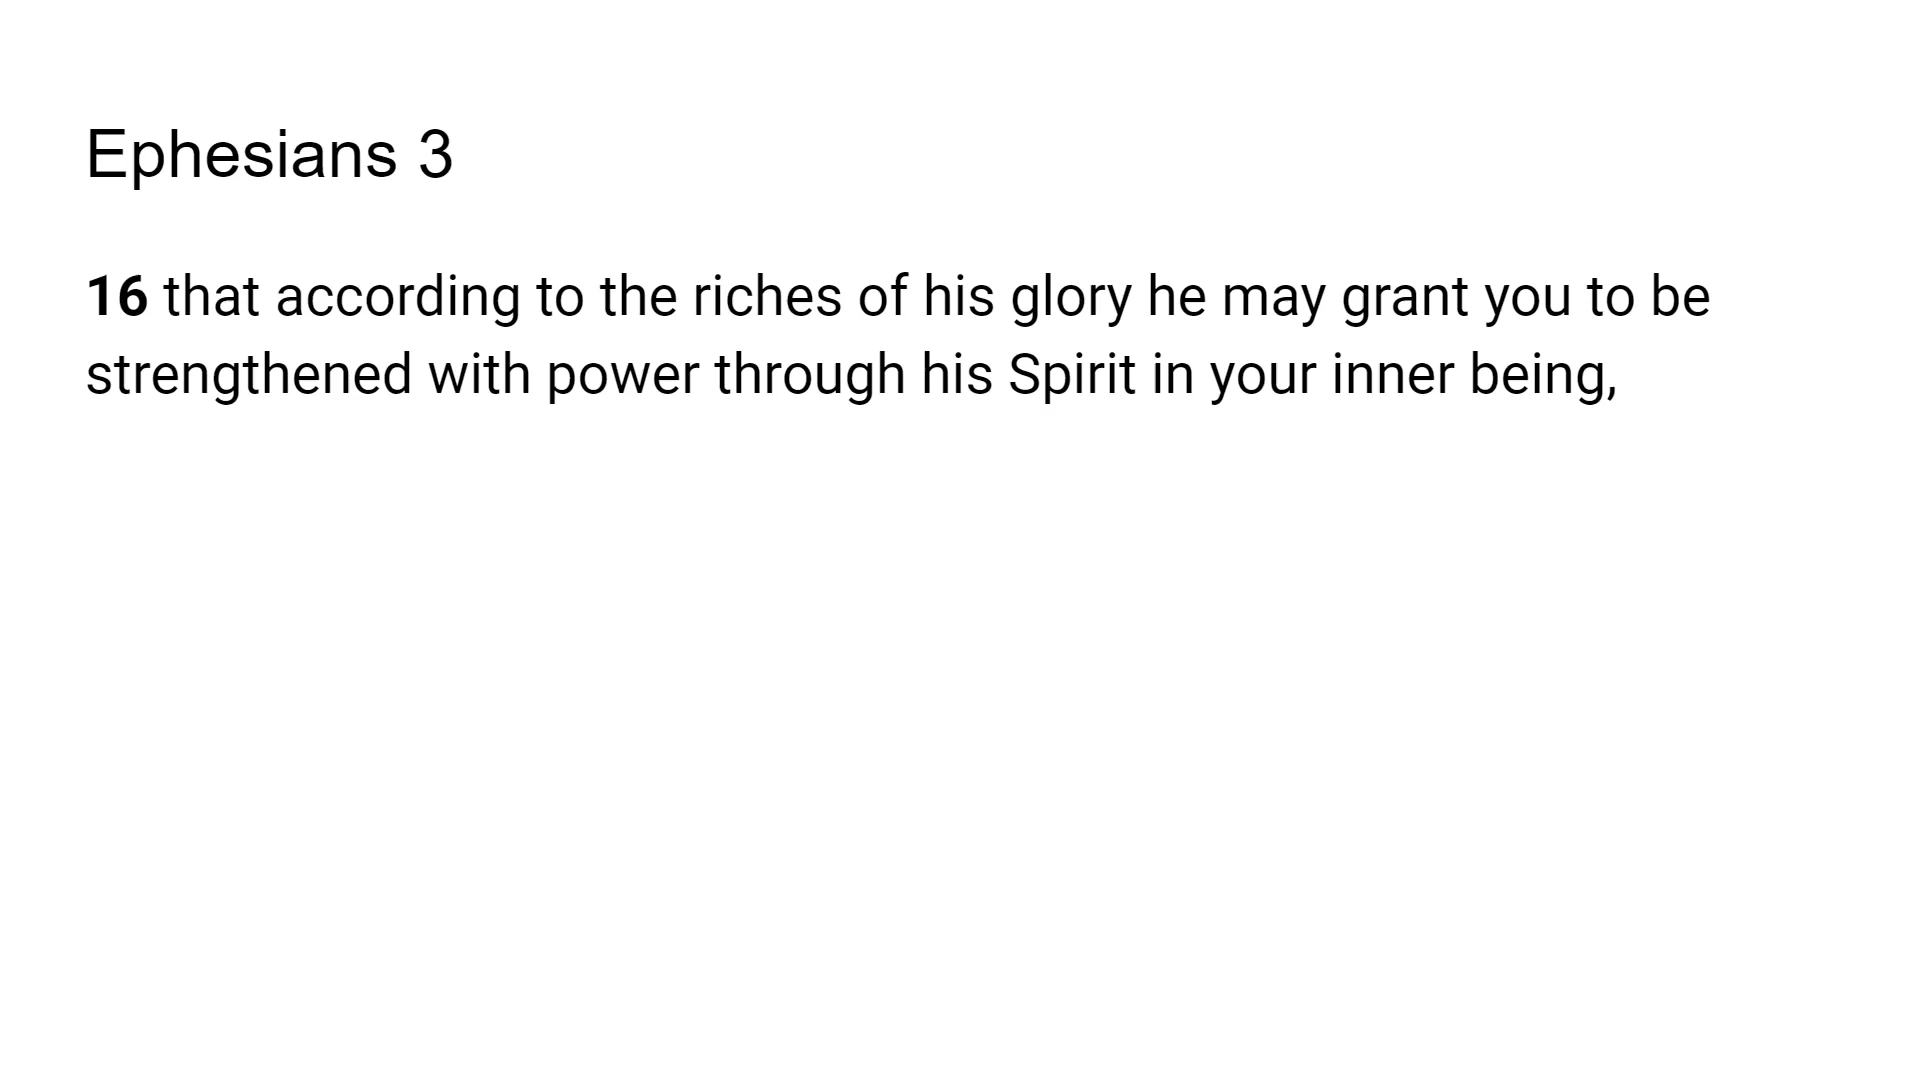 Ephesians 3
16 that according to the riches of his glory he may grant you to be
strengthened with power through his Spirit in your inner being,